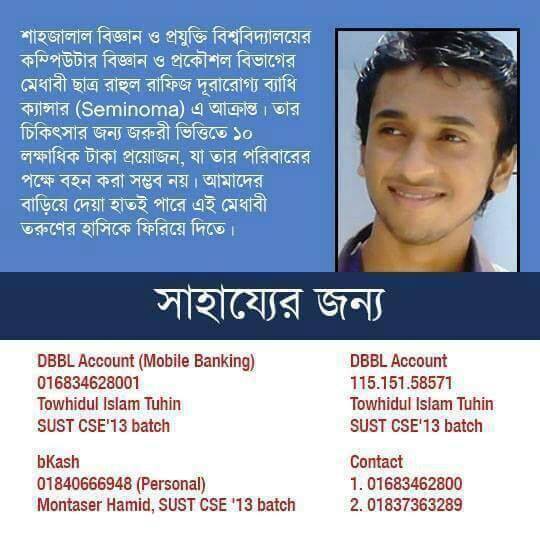 শাহজালাল বিজ্ঞান ও প্রযুক্তি বিশ্ববিদ্যালয়ের
কম্পিউটার বিজ্ঞান ও প্রকৌশল বিভাগের
মেধাবী ছাত্র রাহুল রাফিজ দূরারোগ্য ব্যাধি
ক্যান্সার (Seminoma) এ আক্রান্ত। তার
চিকিৎসার জন্য জরুরী ভিত্তিতে ১০
লক্ষাধিক টাকা প্রয়োজন, যা তার পরিবারের
পক্ষে বহন করা সম্ভব নয়। আমাদের
বাড়িয়ে দেয়া হাতই পারে এই মেধাবী
তরুণের হাসিকে ফিরিয়ে দিতে।
সাহায্যের জন্য
DBBL Account (Mobile Banking)
016834628001
Towhidul Islam Tuhin
SUST CSE'13 batch
DBBL Account
115.151.58571
Towhidul Islam Tuhin
SUST CSE'13 batch
bKash
01840666948 (Personal)
Montaser Hamid, SUST CSE '13 batch
Contact
1. 01683462800
2. 01837363289